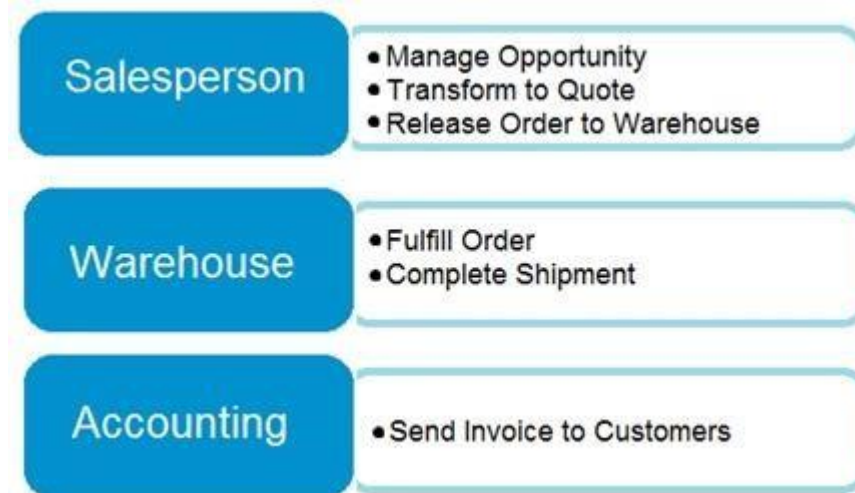 Salesperson
• Manage Opportunity
• Transform to Quote
• Release Order to Warehouse
Warehouse
• Fulfill Order
• Complete Shipment
Accounting
• Send Invoice to Customers